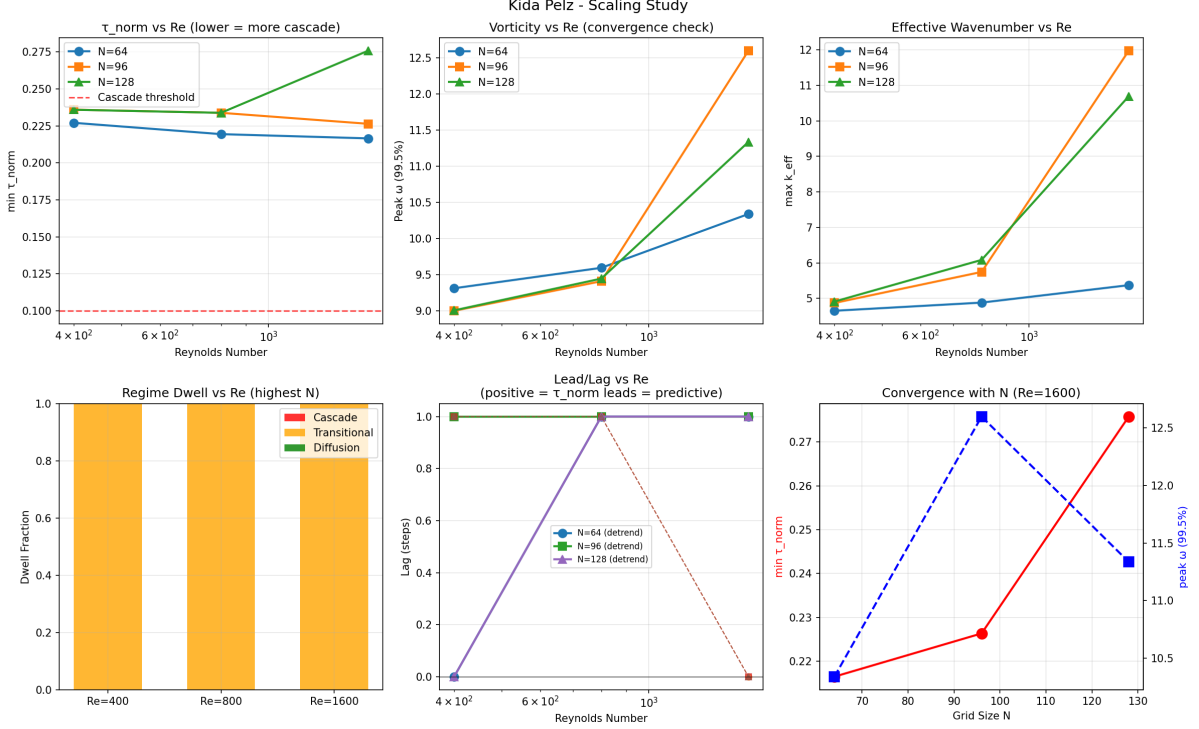 Kida Pelz - Scaling Study
τ_norm vs Re (lower = more cascade)
min τ_norm
0.275
0.250
0.225
0.200
0.175
0.150
0.125
0.100
N=64
N=96
N=128
Cascade threshold
4 × 10²
6 × 10²
10³
Reynolds Number
Vorticity vs Re (convergence check)
Peak ω (99.5%)
12.5
12.0
11.5
11.0
10.5
10.0
9.5
9.0
N=64
N=96
N=128
4 × 10²
6 × 10²
10³
Reynolds Number
Effective Wavenumber vs Re
max k_eff
12
11
10
9
8
7
6
5
N=64
N=96
N=128
4 × 10²
6 × 10²
10³
Reynolds Number
Regime Dwell vs Re (highest N)
Dwell Fraction
1.0
0.8
0.6
0.4
0.2
0.0
Cascade
Transitional
Diffusion
Re=400
Re=800
Re=1600
Lead/Lag vs Re
(positive = τ_norm leads = predictive)
Lag (steps)
1.0
0.8
0.6
0.4
0.2
0.0
N=64 (detrend)
N=96 (detrend)
N=128 (detrend)
4 × 10²
6 × 10²
10³
Reynolds Number
Convergence with N (Re=1600)
min τ_norm
0.27
0.26
0.25
0.24
0.23
0.22
70
80
90
100
110
120
130
Grid Size N
12.5
12.0
11.5
11.0
10.5
peak ω (99.5%)